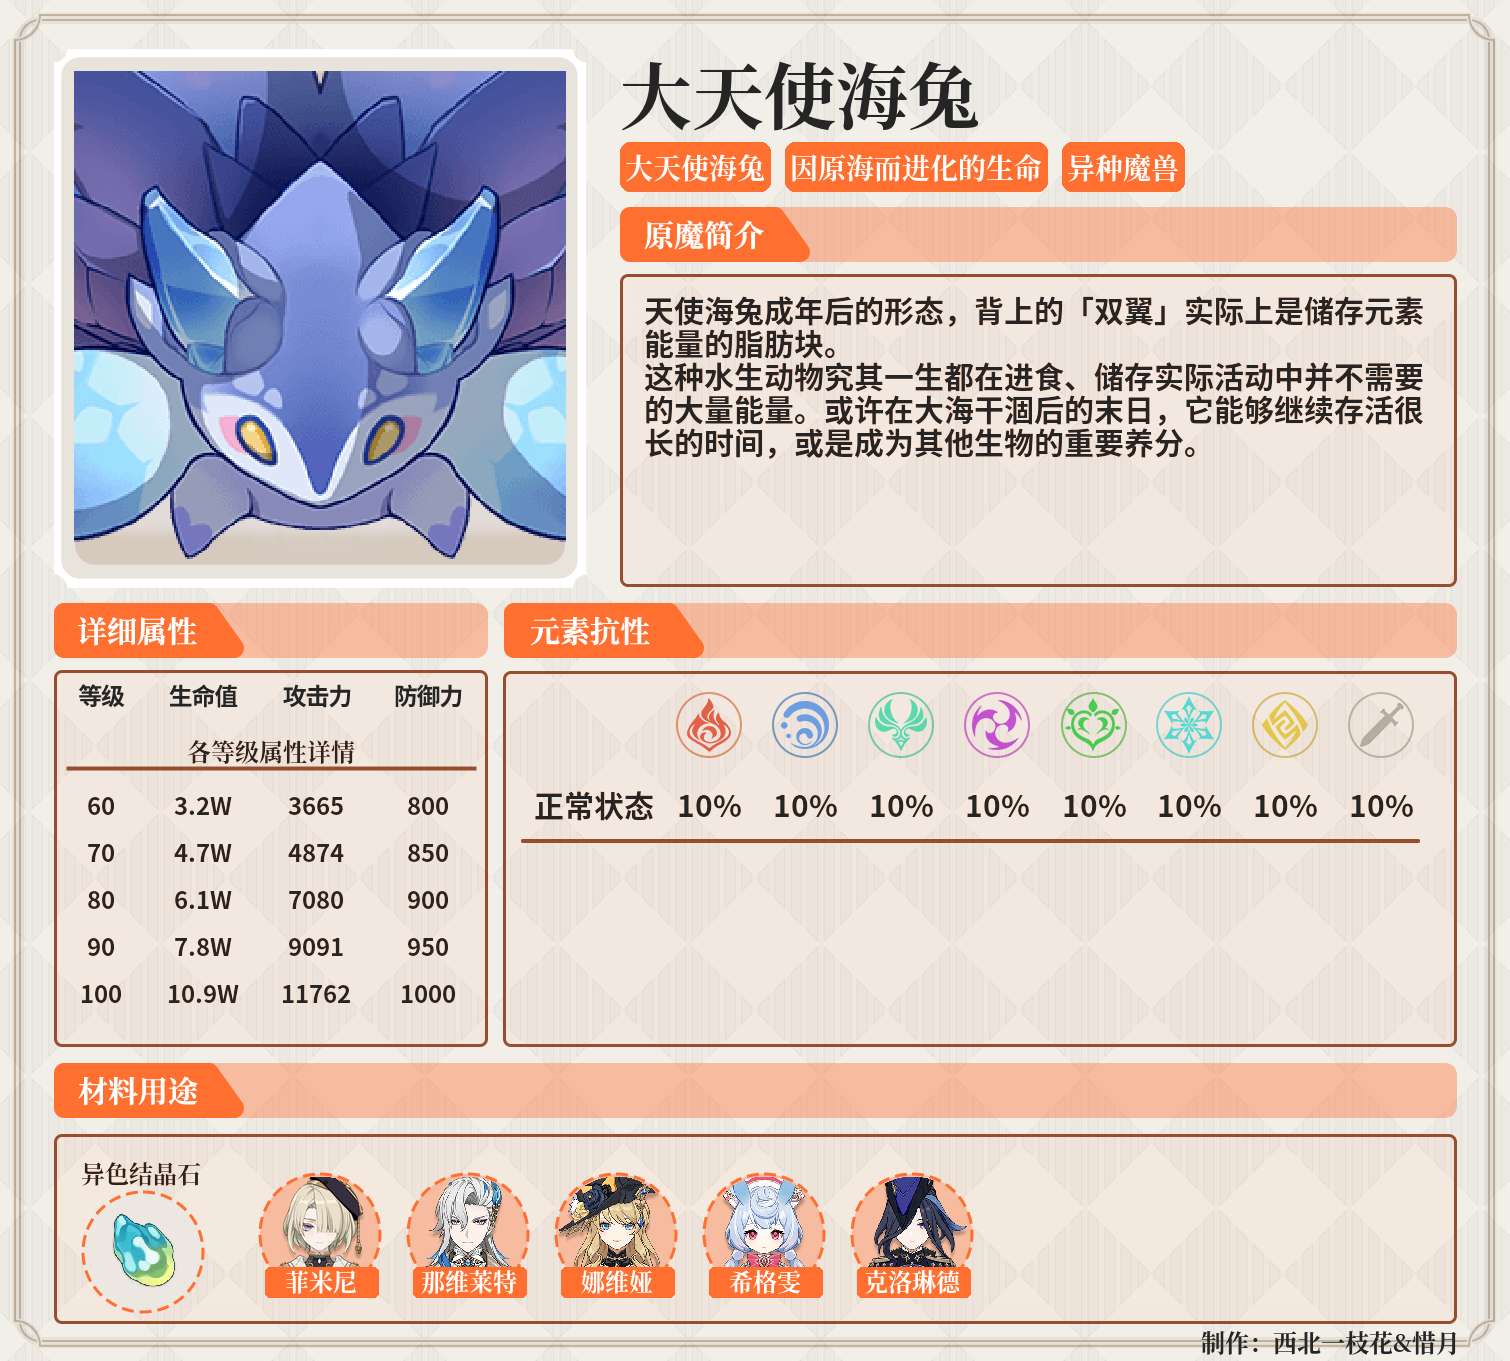 大天使海兔
大天使海兔 因原海而进化的生命 异种魔兽
原魔简介
天使海兔成年后的形态，背上的「双翼」实际上是储存元素
能量的脂肪块。
这种水生动物究其一生都在进食、储存实际活动中并不需要
的大量能量。或许在大海干涸后的末日，它能够继续存活很
长的时间，或是成为其他生物的重要养分。
详细属性
等级 生命值 攻击力 防御力
各等级属性详情
60 3.2W 3665 800
70 4.7W 4874 850
80 6.1W 7080 900
90 7.8W 9091 950
100 10.9W 11762 1000
元素抗性
正常状态 10% 10% 10% 10% 10% 10% 10% 10%
材料用途
异色结晶石
菲米尼 那维莱特 娜维娅 希格雯 克洛琳德
制作：西北一枝花&惜月